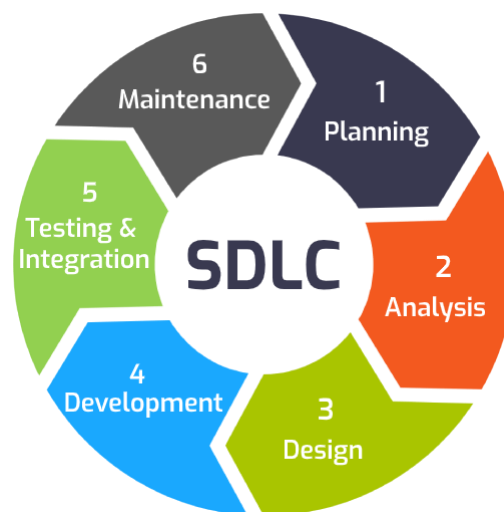 SDLC
1
Planning
2
Analysis
3
Design
4
Development
5
Testing &
Integration
6
Maintenance